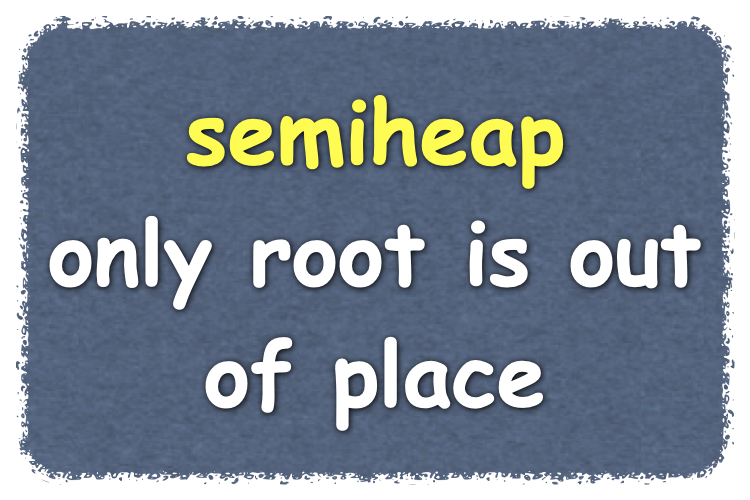 semiheap
only root is out
of place